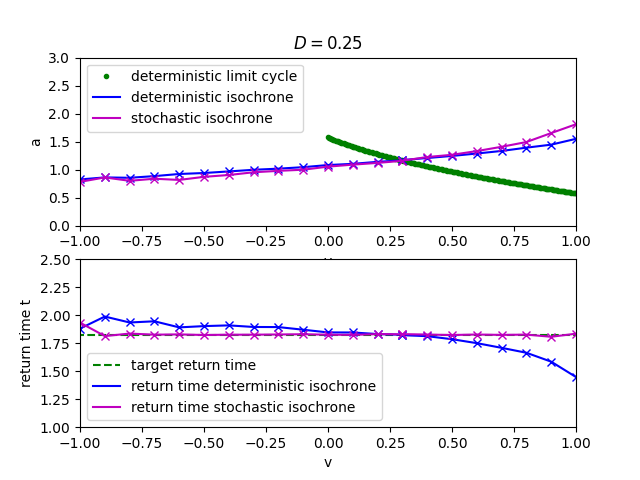 D = 0.25
3.0
2.5
2.0
1.5
1.0
0.5
0.0
a
deterministic limit cycle
deterministic isochrone
stochastic isochrone
−1.00 −0.75 −0.50 −0.25 0.00 0.25 0.50 0.75 1.00
2.50
2.25
2.00
1.75
1.50
1.25
1.00
return time t
target return time
return time deterministic isochrone
return time stochastic isochrone
−1.00 −0.75 −0.50 −0.25 0.00 0.25 0.50 0.75 1.00
v